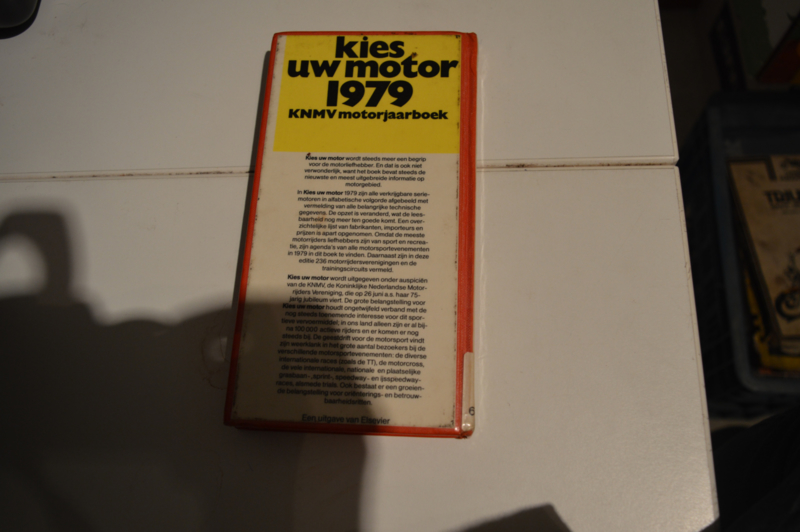 kies
uw motor
1979
KNMV motorjaarboek
Kies uw motor wordt steeds meer een begrip
voor de motorliefhebber. En dat is ook niet
verwonderlijk, want het boek bevat steeds de
nieuwste en meest uitgebreide informatie op
motorgebied.
In Kies uw motor 1979 zijn alle verkrijgbare serie-
motoren in alfabetische volgorde afgebeeld met
vermelding van alle belangrijke technische
gegevens. De opzet is veranderd, wat de lees-
baarheid nog meer ten goede komt. Een over-
zichtelijke lijst van fabrikanten, importeurs en
prijzen is apart opgenomen. Omdat de meeste
motorrijders liefhebbers zijn van sport en recrea-
tie, zijn agenda's van alle motorsportevenementen
in 1979 in dit boek te vinden. Daarnaast zijn in deze
editie 236 motorrijdersverenigingen en de
trainingscircuits vermeld.
Kies uw motor wordt uitgegeven onder auspiciën
van de KNMV, de Koninklijke Nederlandse Motor-
rijders Vereniging, die op 26 juni a.s. haar 75-
jarig jubileum viert. De grote belangstelling voor
Kies uw motor houdt ongetwijfeld verband met de
nog steeds toenemende interesse voor dit spor-
tieve vervoermiddel; in ons land alleen zijn er al bij-
na 100.000 actieve rijders en er komen er nog
steeds bij. De geestdrift voor de motorsport vindt
zijn weerklank in het grote aantal bezoekers bij de
verschillende motorsportevenementen: de diverse
internationale races (zoals de TT), de motorcross,
de vele internationale, nationale en plaatselijke
grasbaan-, sprint-, speedway- en ijsspeedway-
races, alsmede trials. Ook bestaat er een groeien-
de belangstelling voor oriënterings- en betrouw-
baarheidsritten.
Een uitgave van Elsevier
6